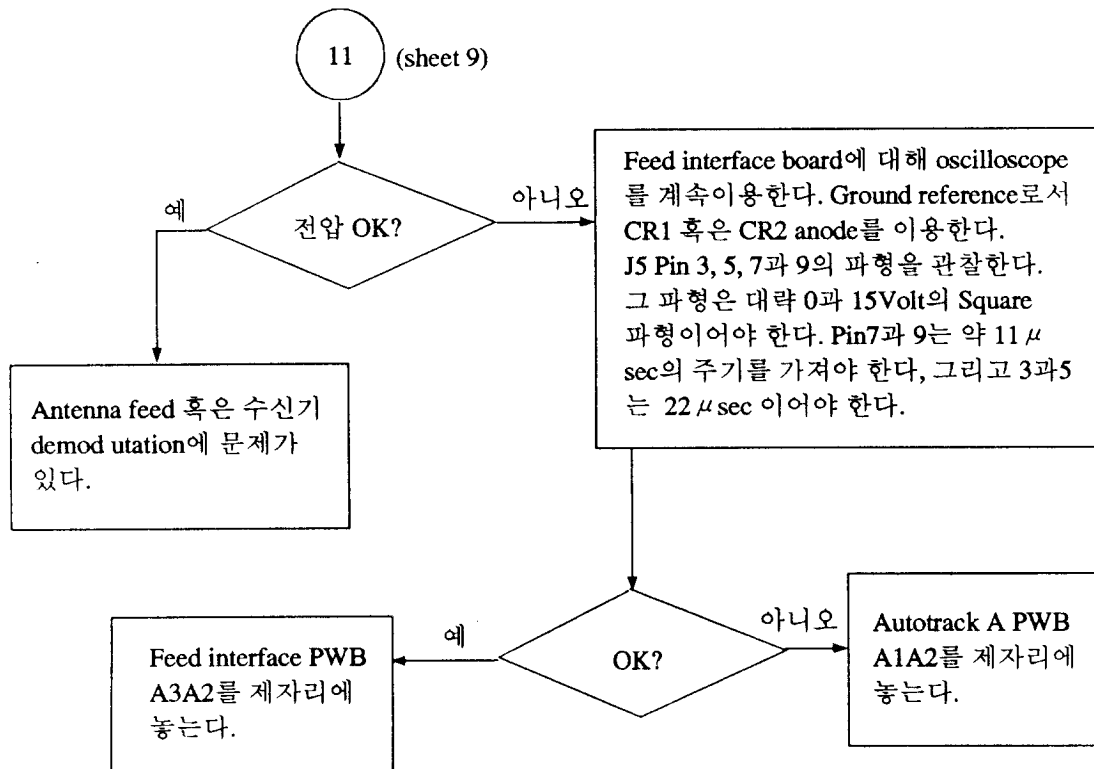 11 (sheet 9)
전압 OK?
예
아니오
Feed interface board에 대해 oscilloscope
를 계속이용한다. Ground reference로서
CR1 혹은 CR2 anode를 이용한다.
J5 Pin 3, 5, 7과 9의 파형을 관찰한다.
그 파형은 대략 0과 15Volt의 Square
파형이어야 한다. Pin7과 9는 약 11 μ
sec의 주기를 가져야 한다, 그리고 3과5
는 22 μ sec 이어야 한다.
Antenna feed 혹은 수신기
demod utation에 문제가
있다.
OK?
예
아니오
Feed interface PWB
A3A2를 제자리에
놓는다.
Autotrack A PWB
A1A2를 제자리에
놓는다.